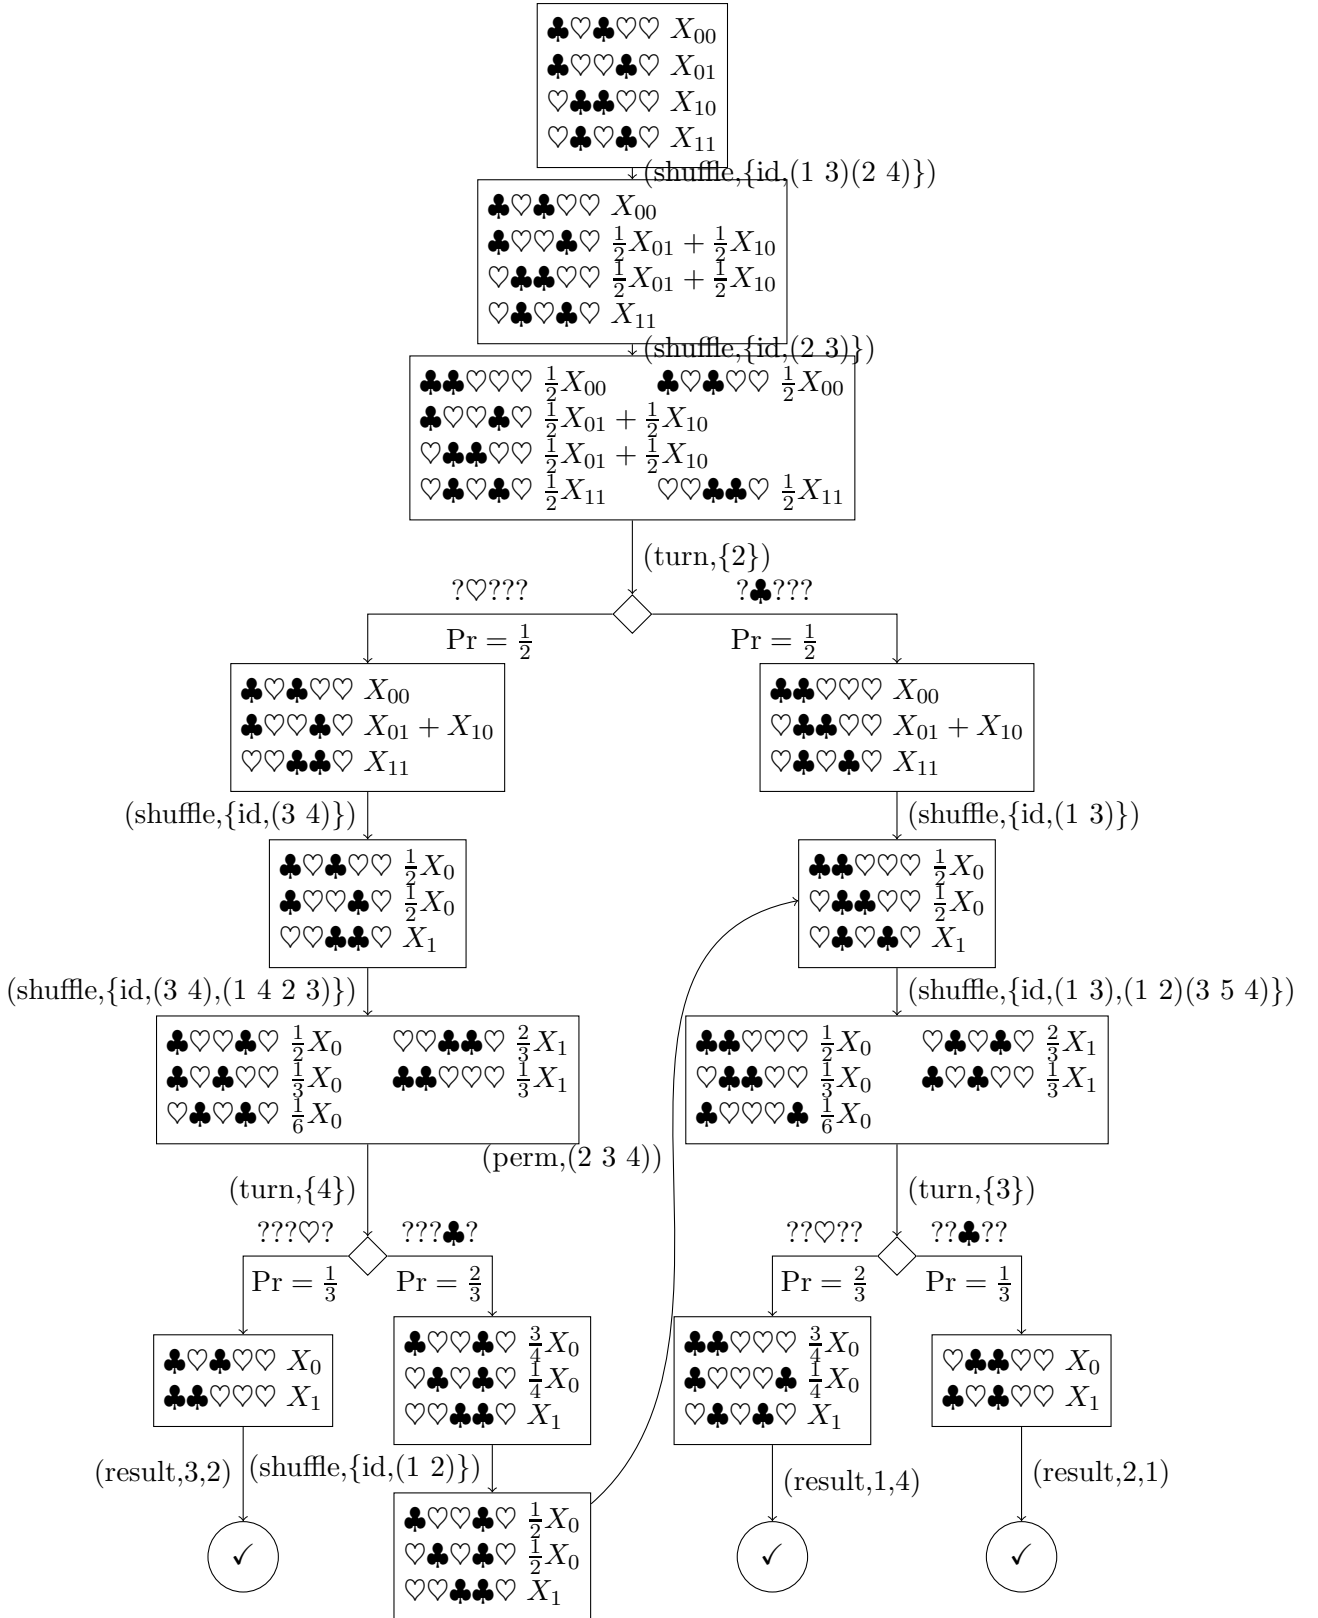 ♣♡♣♡♡ X₀₀
♣♡♡♣♡ X₀₁
♡♣♣♡♡ X₁₀
♡♣♡♣♡ X₁₁
(shuffle,{id,(1 3)(2 4)})
♣♡♣♡♡ X₀₀
♣♡♡♣♡ ½X₀₁ + ½X₁₀
♡♣♣♡♡ ½X₀₁ + ½X₁₀
♡♣♡♣♡ X₁₁
(shuffle,{id,(2 3)})
♣♣♡♡♡ ½X₀₀ ♣♡♣♡♡ ½X₀₀
♣♡♡♣♡ ½X₀₁ + ½X₁₀
♡♣♣♡♡ ½X₀₁ + ½X₁₀
♡♣♡♣♡ ½X₁₁ ♡♡♣♣♡ ½X₁₁
(turn,{2})
?♡???
Pr = ½
?♣???
Pr = ½
♣♡♣♡♡ X₀₀
♣♡♡♣♡ X₀₁ + X₁₀
♡♡♣♣♡ X₁₁
♣♣♡♡♡ X₀₀
♡♣♣♡♡ X₀₁ + X₁₀
♡♣♡♣♡ X₁₁
(shuffle,{id,(3 4)})
(shuffle,{id,(1 3)})
♣♡♣♡♡ ½X₀
♣♡♡♣♡ ½X₀
♡♡♣♣♡ X₁
♣♣♡♡♡ ½X₀
♡♣♣♡♡ ½X₀
♡♣♡♣♡ X₁
(shuffle,{id,(3 4),(1 4 2 3)})
(shuffle,{id,(1 3),(1 2)(3 5 4)})
♣♡♡♣♡ ½X₀ ♡♡♣♣♡ ⅔X₁
♣♡♣♡♡ ⅓X₀ ♣♣♡♡♡ ⅓X₁
♡♣♡♣♡ ⅙X₀
♣♣♡♡♡ ½X₀ ♡♣♡♣♡ ⅔X₁
♡♣♣♡♡ ⅓X₀ ♣♡♣♡♡ ⅓X₁
♣♡♡♡♣ ⅙X₀
(perm,(2 3 4))
(turn,{4})
(turn,{3})
???♡?
Pr = ⅓
???♣?
Pr = ⅔
??♡??
Pr = ⅔
??♣??
Pr = ⅓
♣♡♣♡♡ X₀
♣♣♡♡♡ X₁
♣♡♡♣♡ ¾X₀
♡♣♡♣♡ ¼X₀
♡♡♣♣♡ X₁
♣♣♡♡♡ ¾X₀
♣♡♡♡♣ ¼X₀
♡♣♡♣♡ X₁
♡♣♣♡♡ X₀
♣♡♣♡♡ X₁
(result,3,2)
(shuffle,{id,(1 2)})
(result,1,4)
(result,2,1)
♣♡♡♣♡ ½X₀
♡♣♡♣♡ ½X₀
♡♡♣♣♡ X₁
✓
✓
✓